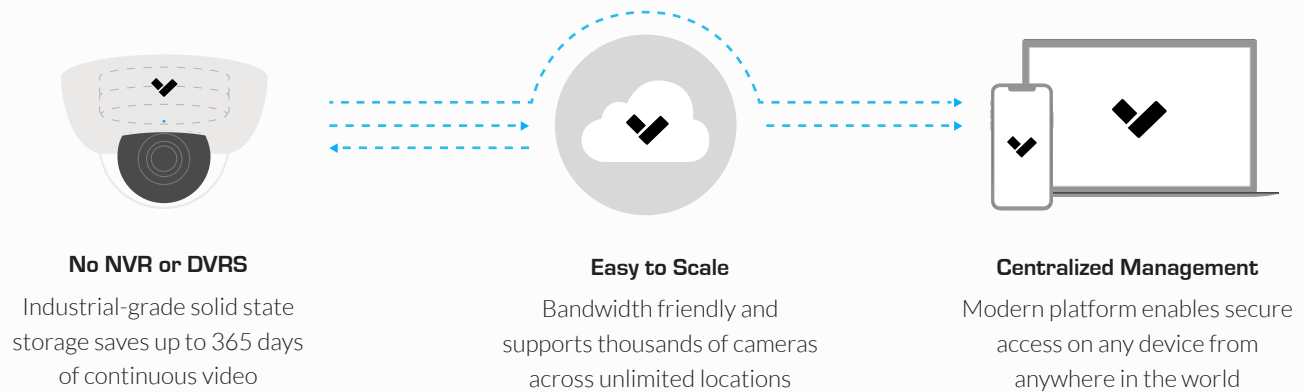 No NVR or DVRS
Industrial-grade solid state
storage saves up to 365 days
of continuous video
Easy to Scale
Bandwidth friendly and
supports thousands of cameras
across unlimited locations
Centralized Management
Modern platform enables secure
access on any device from
anywhere in the world